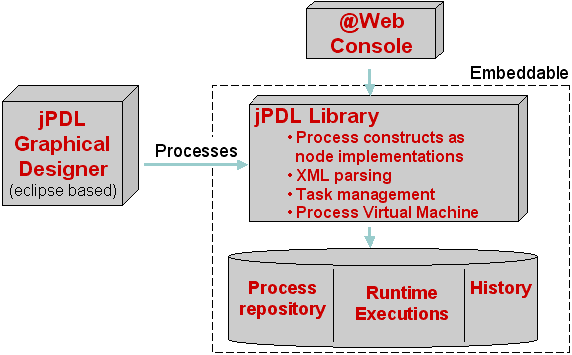 @Web
Console
Embeddable
jPDL
Graphical
Designer
(eclipse based)
Processes
jPDL Library
• Process constructs as
node implementations
• XML parsing
• Task management
• Process Virtual Machine
Process
repository
Runtime
Executions
History